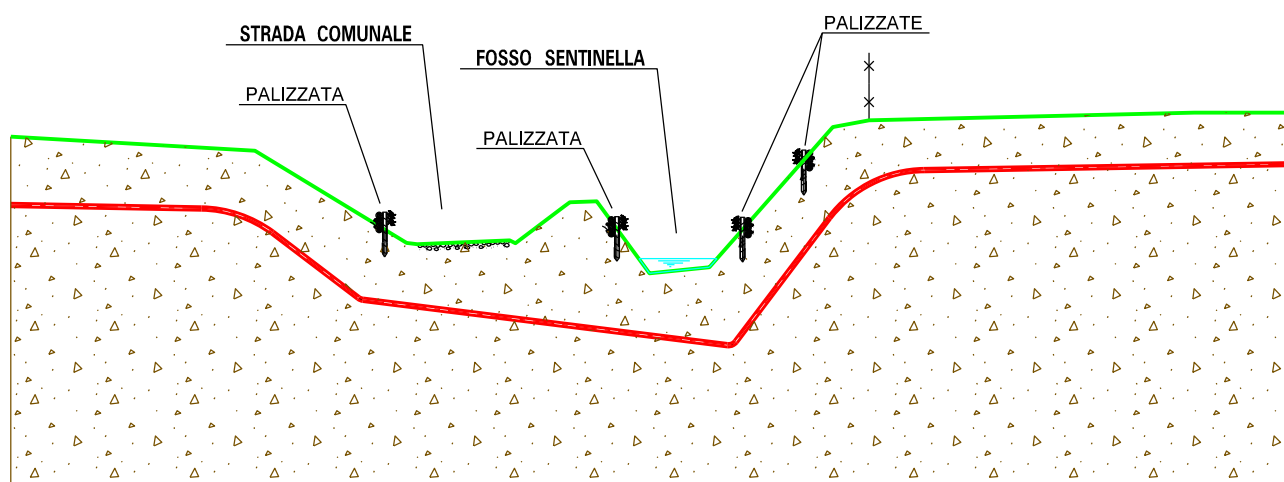 PALIZZATE
STRADA COMUNALE
FOSSO SENTINELLA
PALIZZATA
PALIZZATA